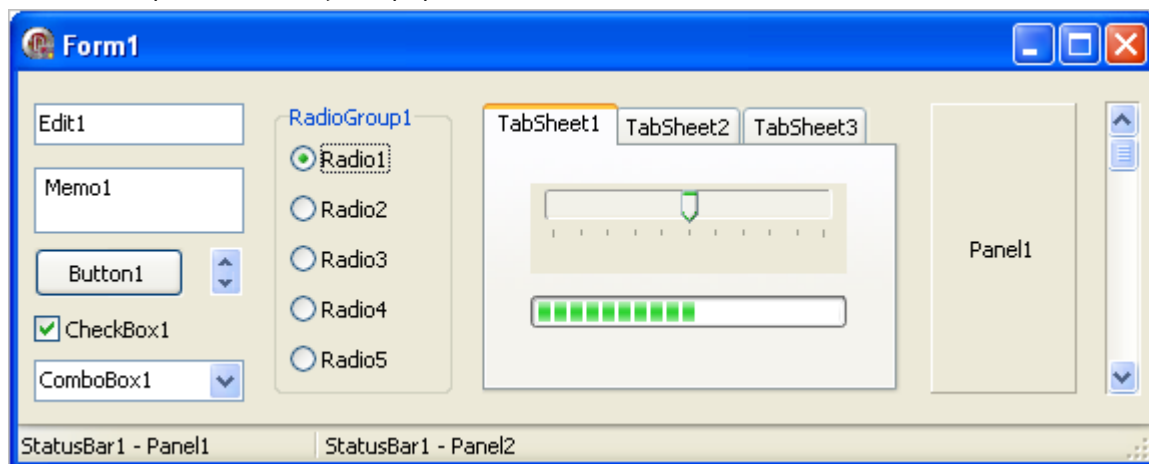 Form1
Edit1
Memo1
Button1
CheckBox1
ComboBox1
RadioGroup1
Radio1
Radio2
Radio3
Radio4
Radio5
TabSheet1 TabSheet2 TabSheet3
Panel1
StatusBar1 - Panel1 StatusBar1 - Panel2